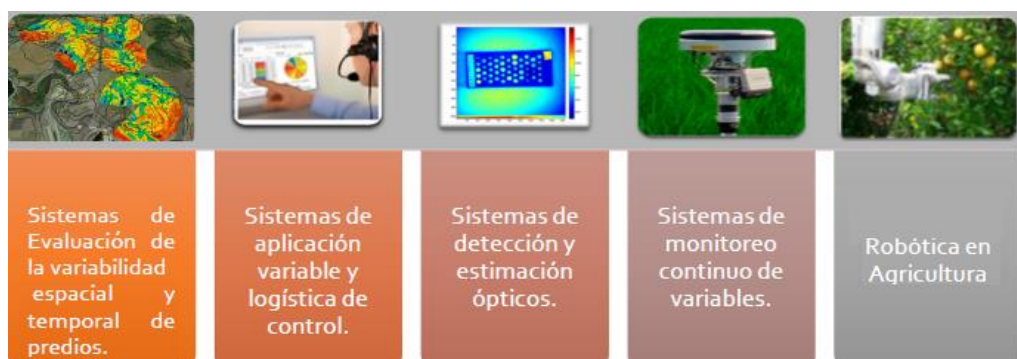 Sistemas de
Evaluación de
la variabilidad
espacial y
temporal de
predios.
Sistemas de
aplicación
variable y
logística de
control.
Sistemas de
detección y
estimación
ópticos.
Sistemas de
monitoreo
continuo de
variables.
Robótica en
Agricultura